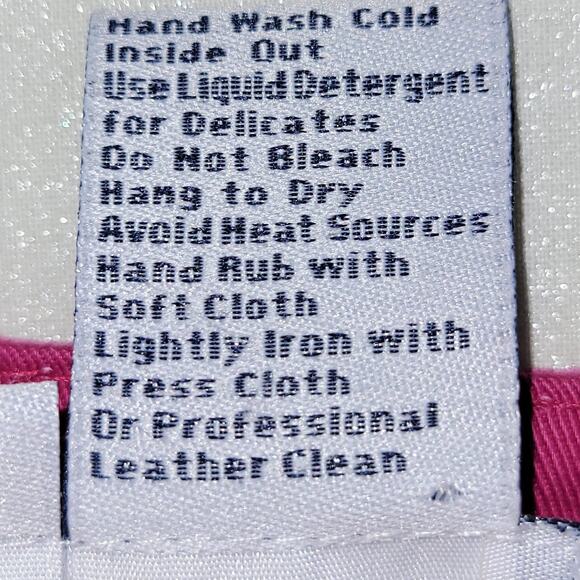 Hand Wash Cold
Inside Out
Use Liquid Detergent
for Delicates
Do Not Bleach
Hang to Dry
Avoid Heat Sources
Hand Rub with
Soft Cloth
Lightly Iron with
Press Cloth
Or Professional
Leather Clean